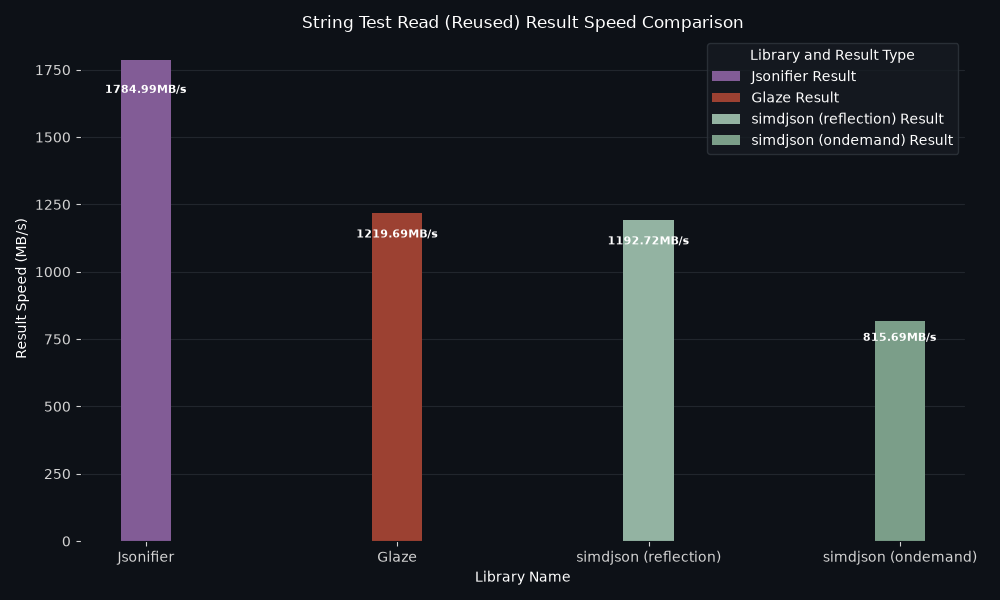 String Test Read (Reused) Result Speed Comparison
Library and Result Type
Jsonifier Result
Glaze Result
simdjson (reflection) Result
simdjson (ondemand) Result
Result Speed (MB/s)
1750
1500
1250
1000
750
500
250
0
1784.99MB/s
1219.69MB/s
1192.72MB/s
815.69MB/s
Jsonifier
Glaze
simdjson (reflection)
simdjson (ondemand)
Library Name